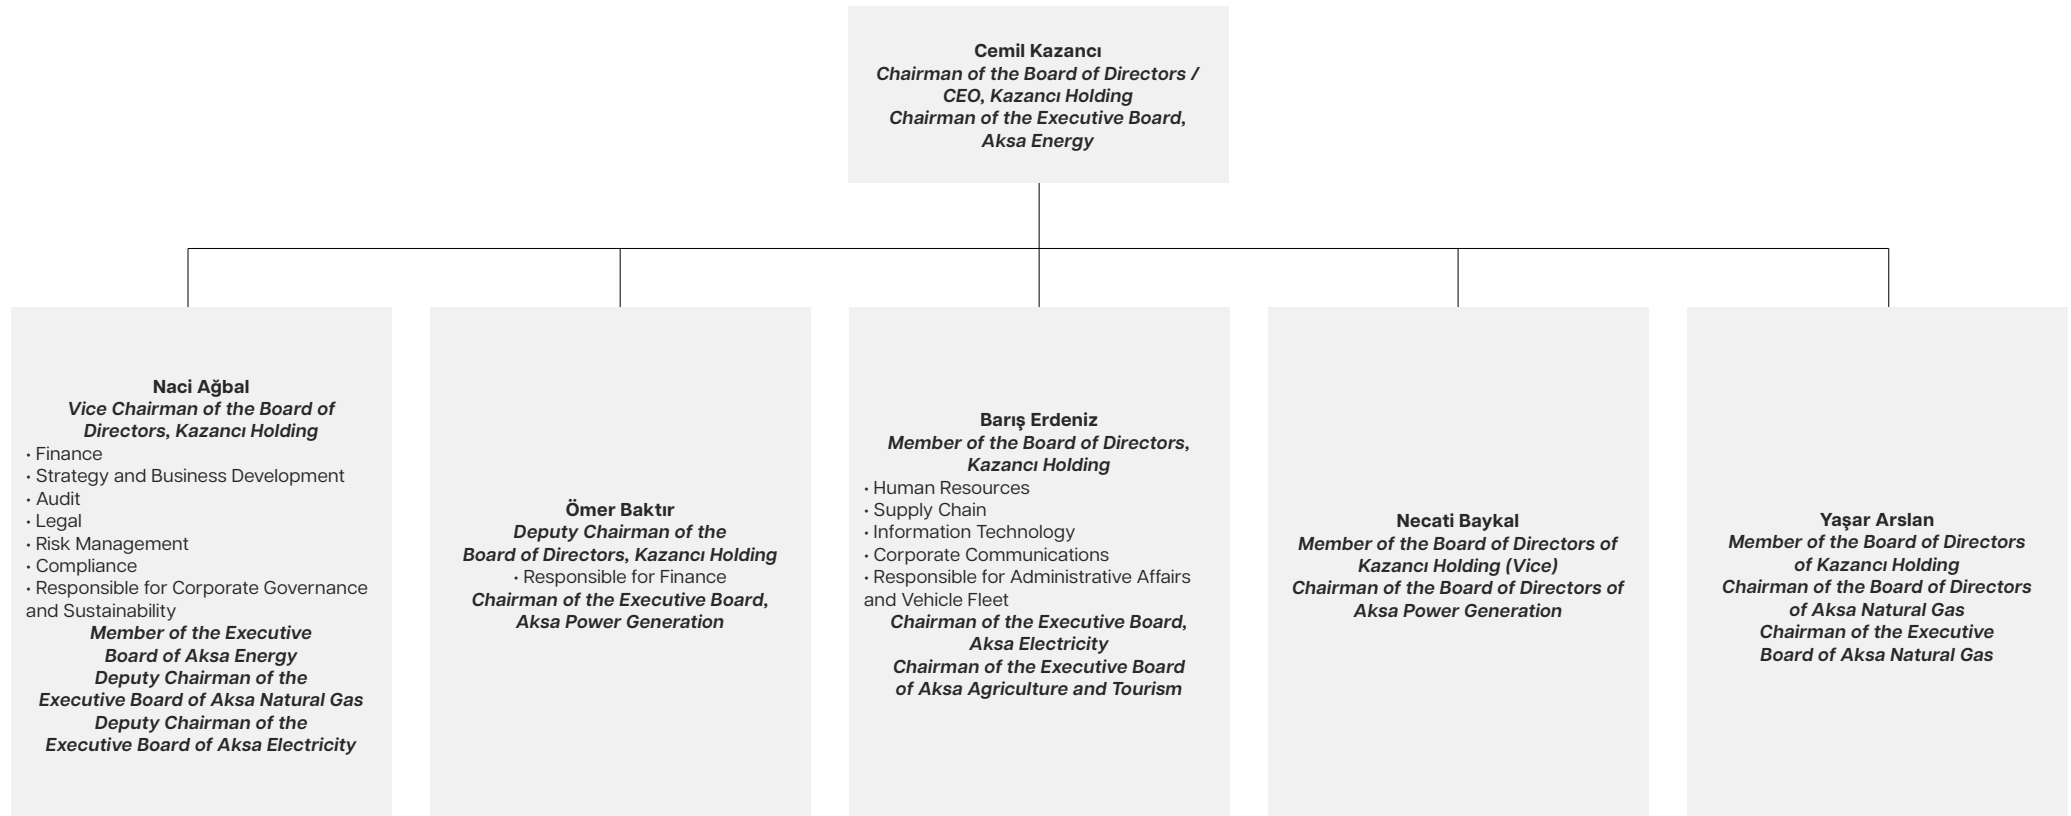 Cemil Kazancı
Chairman of the Board of Directors /
CEO, Kazancı Holding
Chairman of the Executive Board,
Aksa Energy
Naci Ağbal
Vice Chairman of the Board of
Directors, Kazancı Holding
· Finance
· Strategy and Business Development
· Audit
· Legal
· Risk Management
· Compliance
· Responsible for Corporate Governance
and Sustainability
Member of the Executive
Board of Aksa Energy
Deputy Chairman of the
Executive Board of Aksa Natural Gas
Deputy Chairman of the
Executive Board of Aksa Electricity
Ömer Baktır
Deputy Chairman of the
Board of Directors, Kazancı Holding
· Responsible for Finance
Chairman of the Executive Board,
Aksa Power Generation
Barış Erdeniz
Member of the Board of Directors,
Kazancı Holding
· Human Resources
· Supply Chain
· Information Technology
· Corporate Communications
· Responsible for Administrative Affairs
and Vehicle Fleet
Chairman of the Executive Board,
Aksa Electricity
Chairman of the Executive Board
of Aksa Agriculture and Tourism
Necati Baykal
Member of the Board of Directors of
Kazancı Holding (Vice)
Chairman of the Board of Directors of
Aksa Power Generation
Yaşar Arslan
Member of the Board of Directors
of Kazancı Holding
Chairman of the Board of Directors
of Aksa Natural Gas
Chairman of the Executive
Board of Aksa Natural Gas